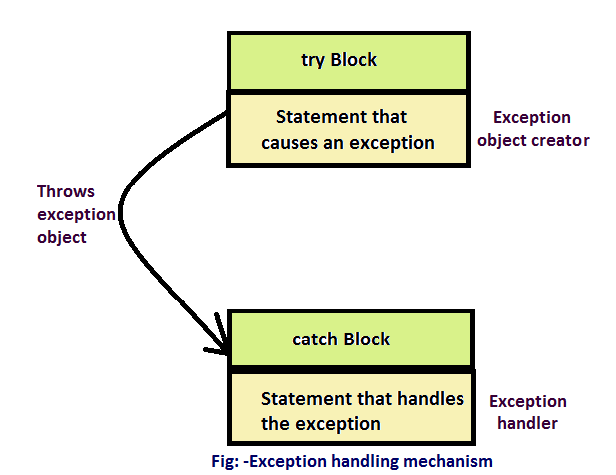 try Block
Statement that
causes an exception
Exception
object creator
Throws
exception
object
catch Block
Statement that handles
the exception
Exception
handler
Fig: -Exception handling mechanism